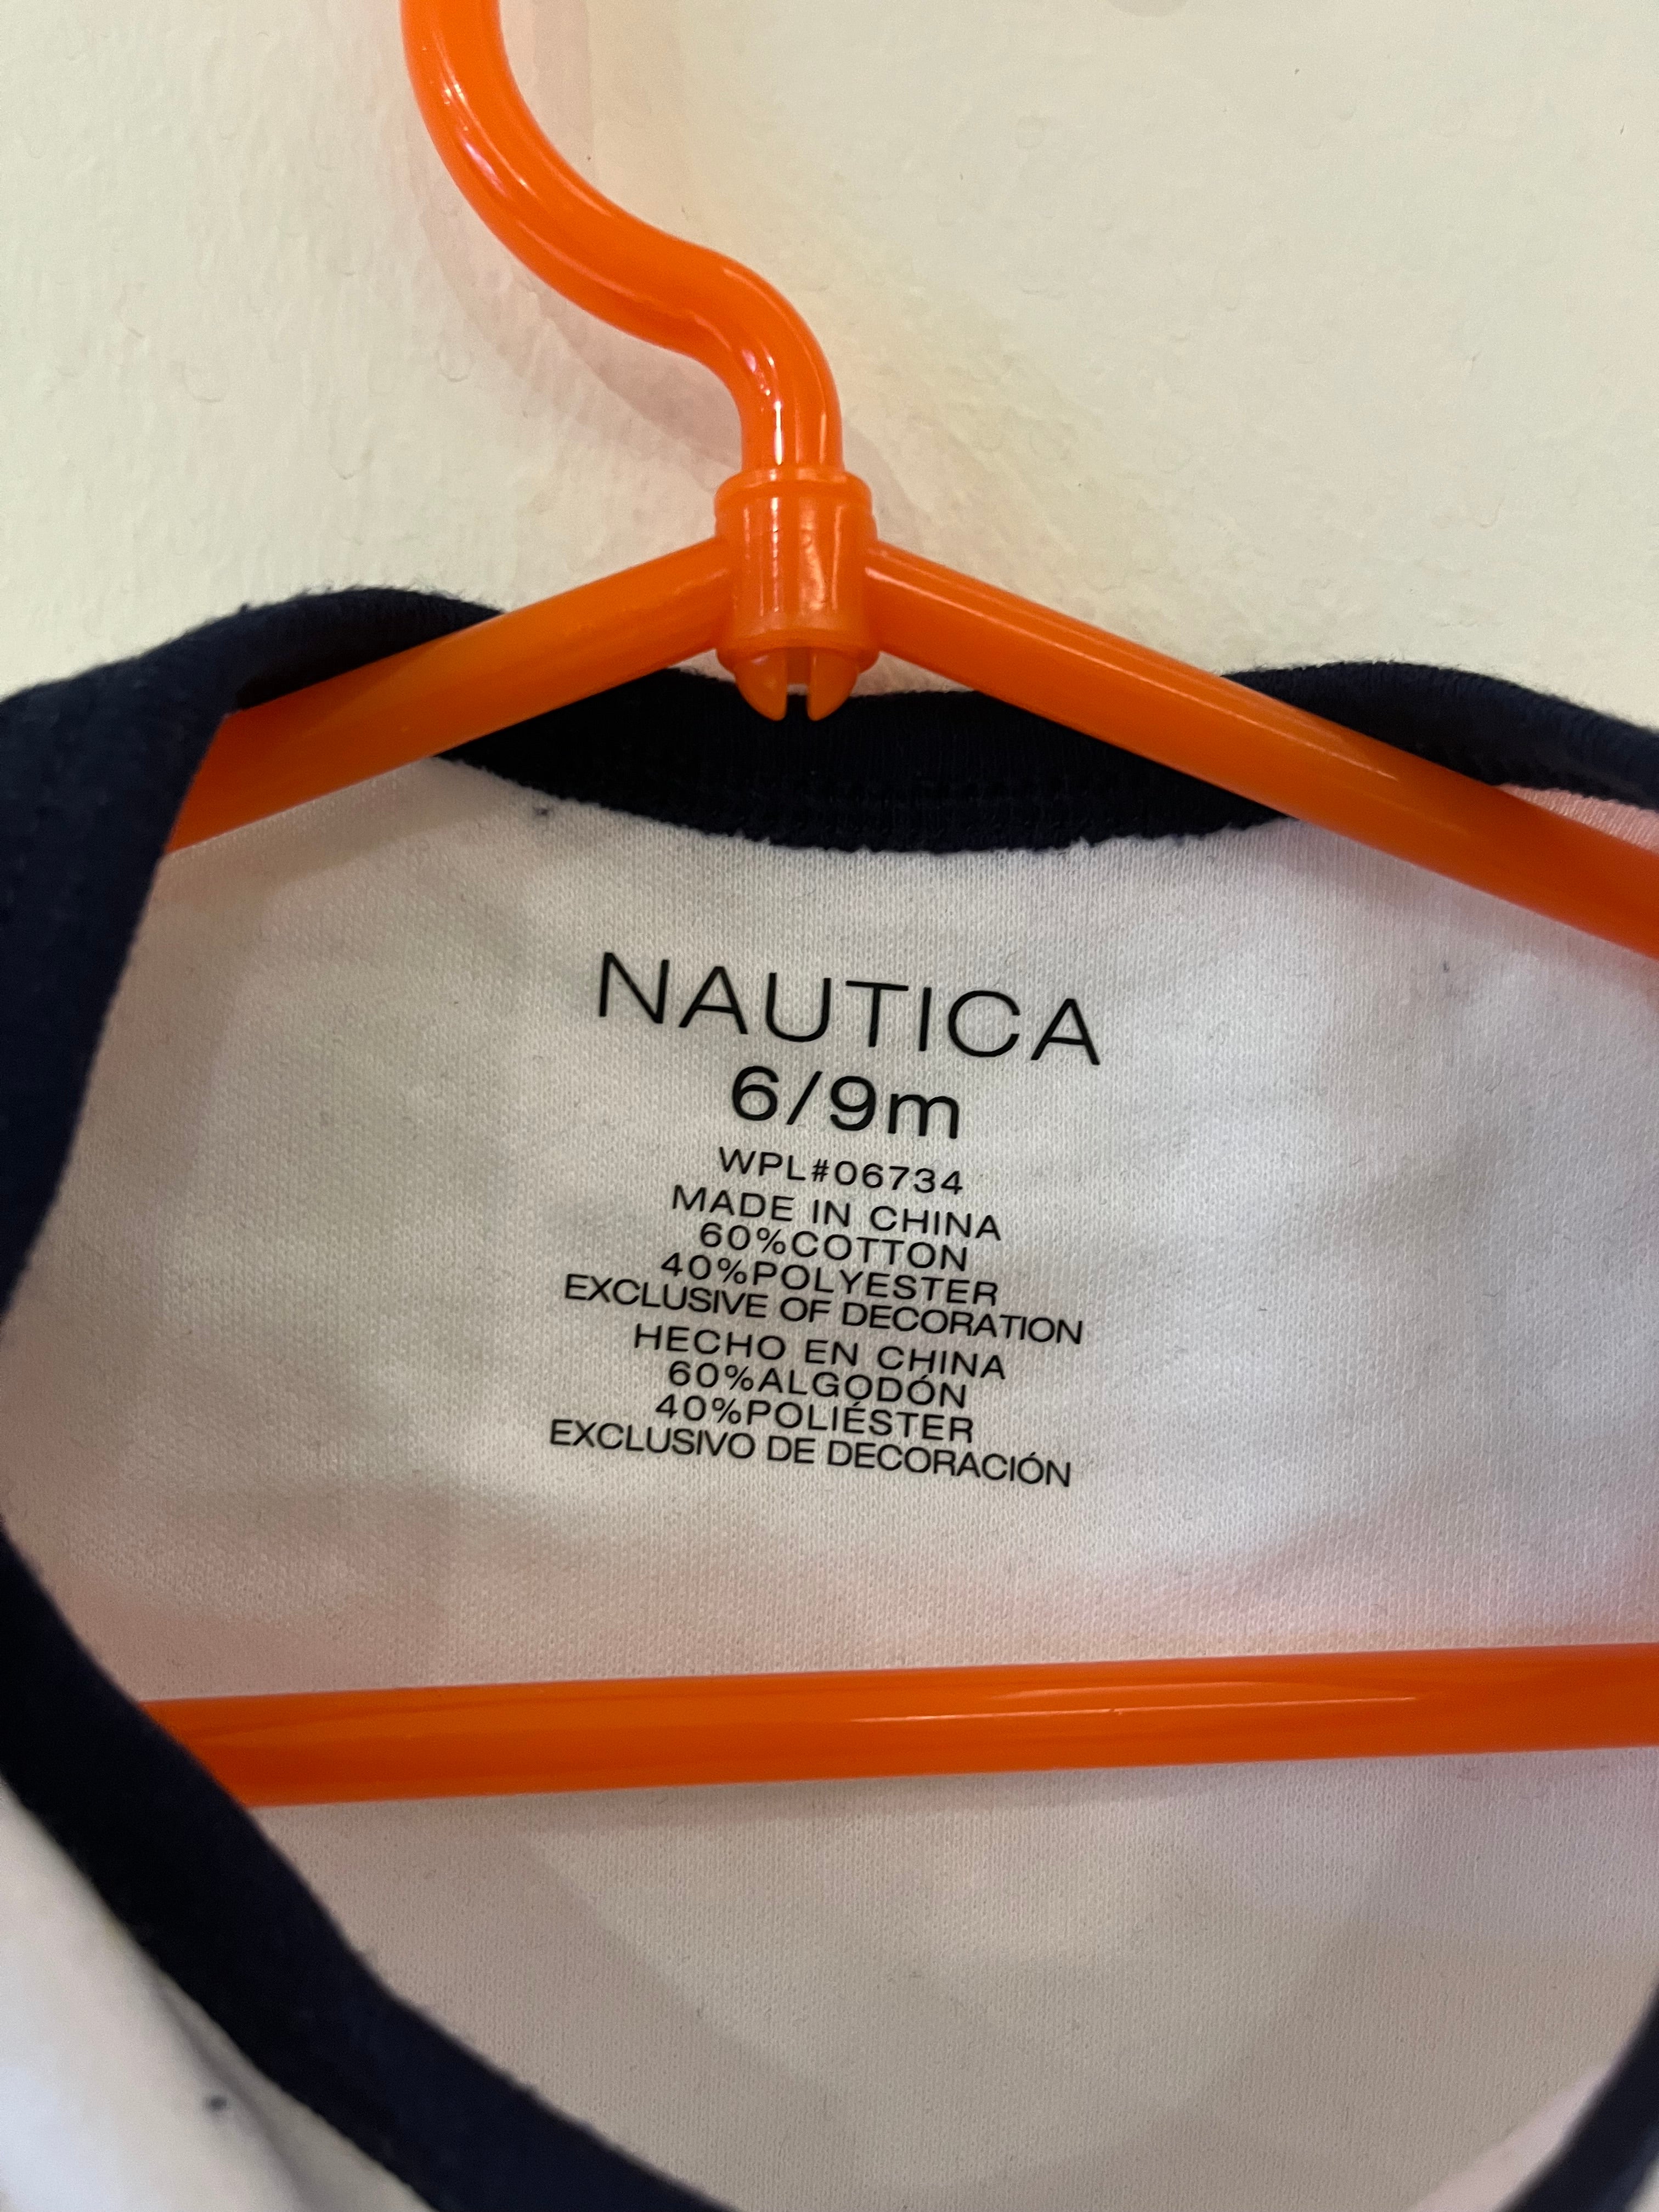 NAUTICA
6/9m
WPL#06734
MADE IN CHINA
60%COTTON
40%POLYESTER
EXCLUSIVE OF DECORATION
HECHO EN CHINA
60%ALGODÓN
40%POLIÉSTER
EXCLUSIVO DE DECORACIÓN